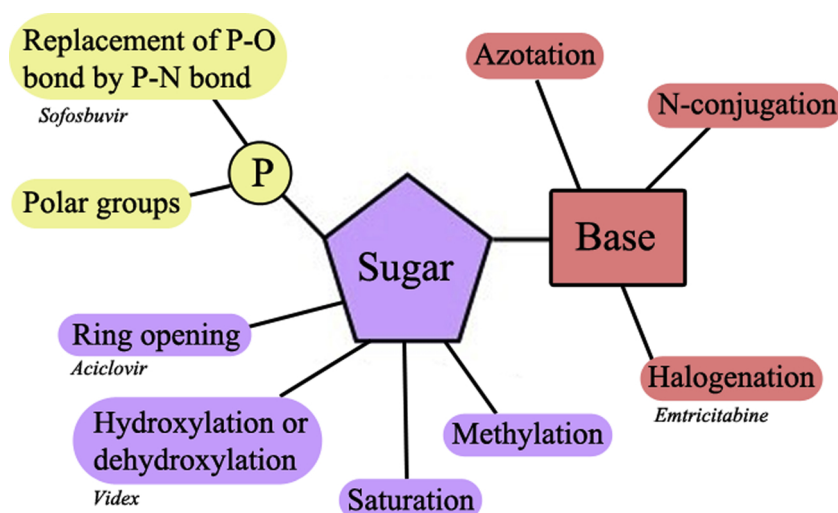 Replacement of P-O
bond by P-N bond
Sofosbuvir
Polar groups
P
Sugar
Base
Azotation
N-conjugation
Halogenation
Emtricitabine
Ring opening
Aciclovir
Hydroxylation or
dehydroxylation
Videx
Saturation
Methylation